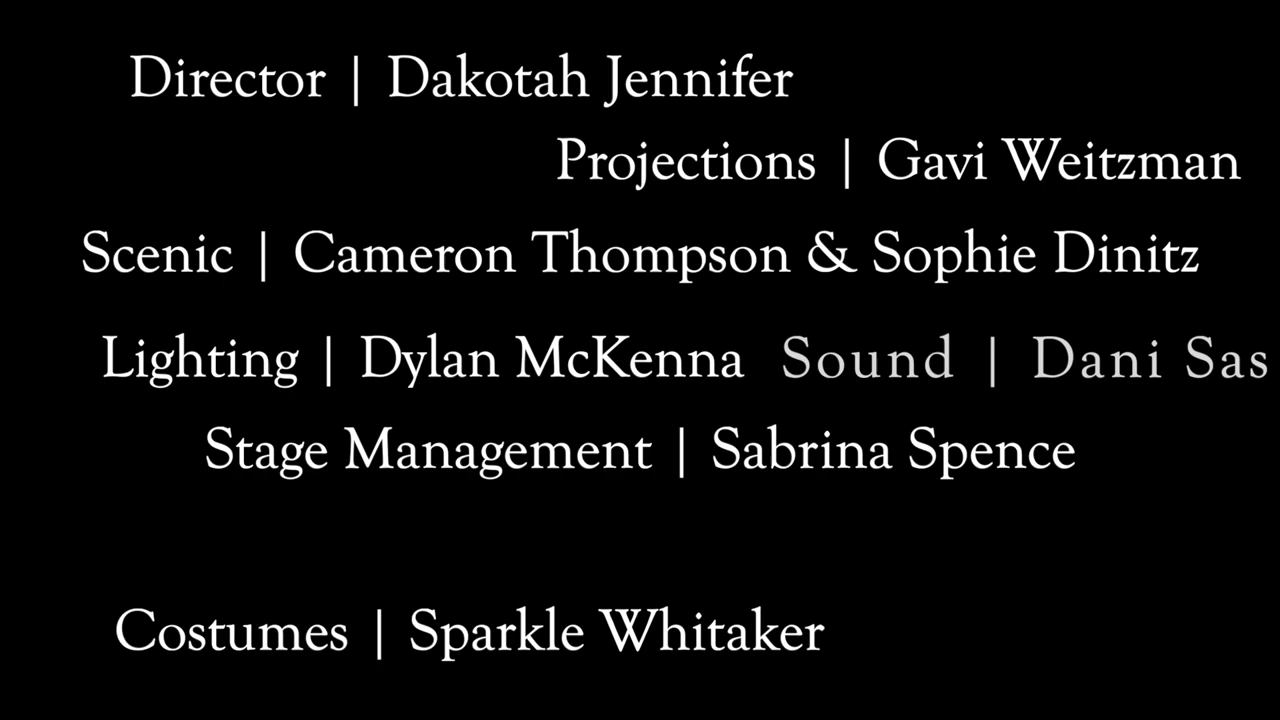 Director | Dakotah Jennifer
Projections | Gavi Weitzman
Scenic | Cameron Thompson & Sophie Dinitz
Lighting | Dylan McKenna Sound | Dani Sas
Stage Management | Sabrina Spence
Costumes | Sparkle Whitaker